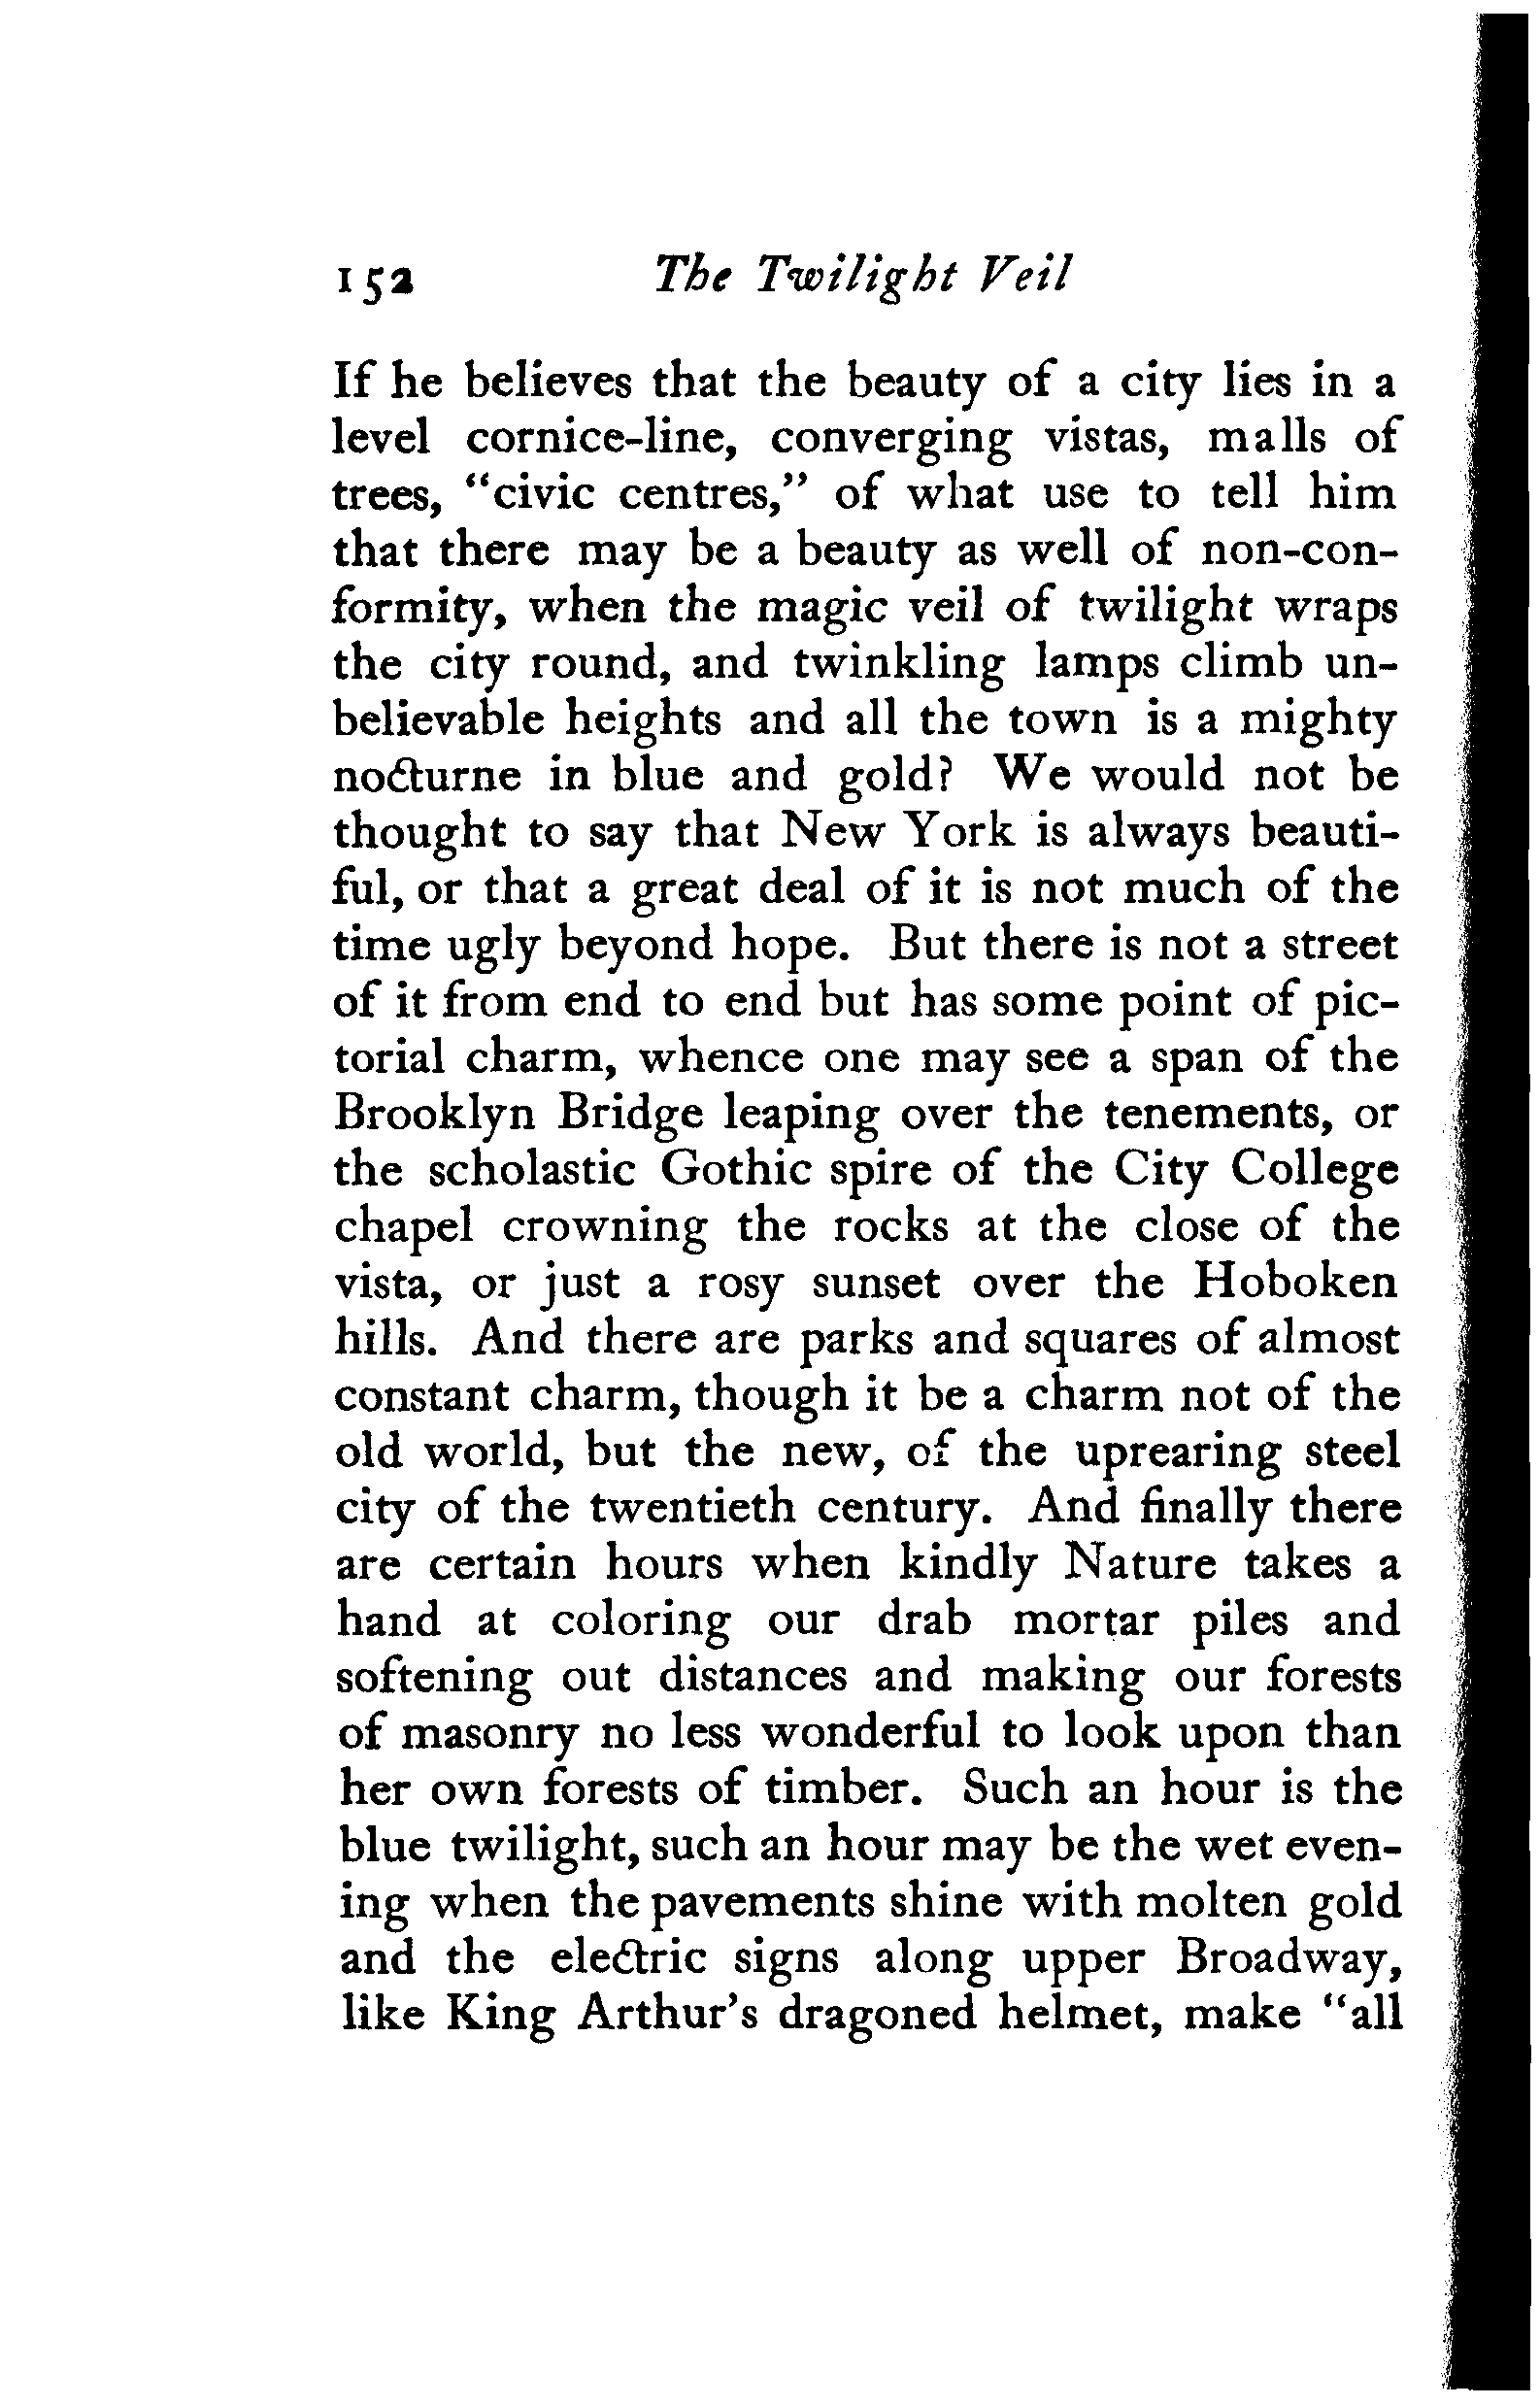 152 The Twilight Veil
If he believes that the beauty of a city lies in a
level cornice-line, converging vistas, malls of
trees, “civic centres,” of what use to tell him
that there may be a beauty as well of non-con-
formity, when the magic veil of twilight wraps
the city round, and twinkling lamps climb un-
believable heights and all the town is a mighty
nocturne in blue and gold? We would not be
thought to say that New York is always beauti-
ful, or that a great deal of it is not much of the
time ugly beyond hope. But there is not a street
of it from end to end but has some point of pic-
torial charm, whence one may see a span of the
Brooklyn Bridge leaping over the tenements, or
the scholastic Gothic spire of the City College
chapel crowning the rocks at the close of the
vista, or just a rosy sunset over the Hoboken
hills. And there are parks and squares of almost
constant charm, though it be a charm not of the
old world, but the new, of the uprearing steel
city of the twentieth century. And finally there
are certain hours when kindly Nature takes a
hand at coloring our drab mortar piles and
softening out distances and making our forests
of masonry no less wonderful to look upon than
her own forests of timber. Such an hour is the
blue twilight, such an hour may be the wet even-
ing when the pavements shine with molten gold
and the electric signs along upper Broadway,
like King Arthur’s dragoned helmet, make “all